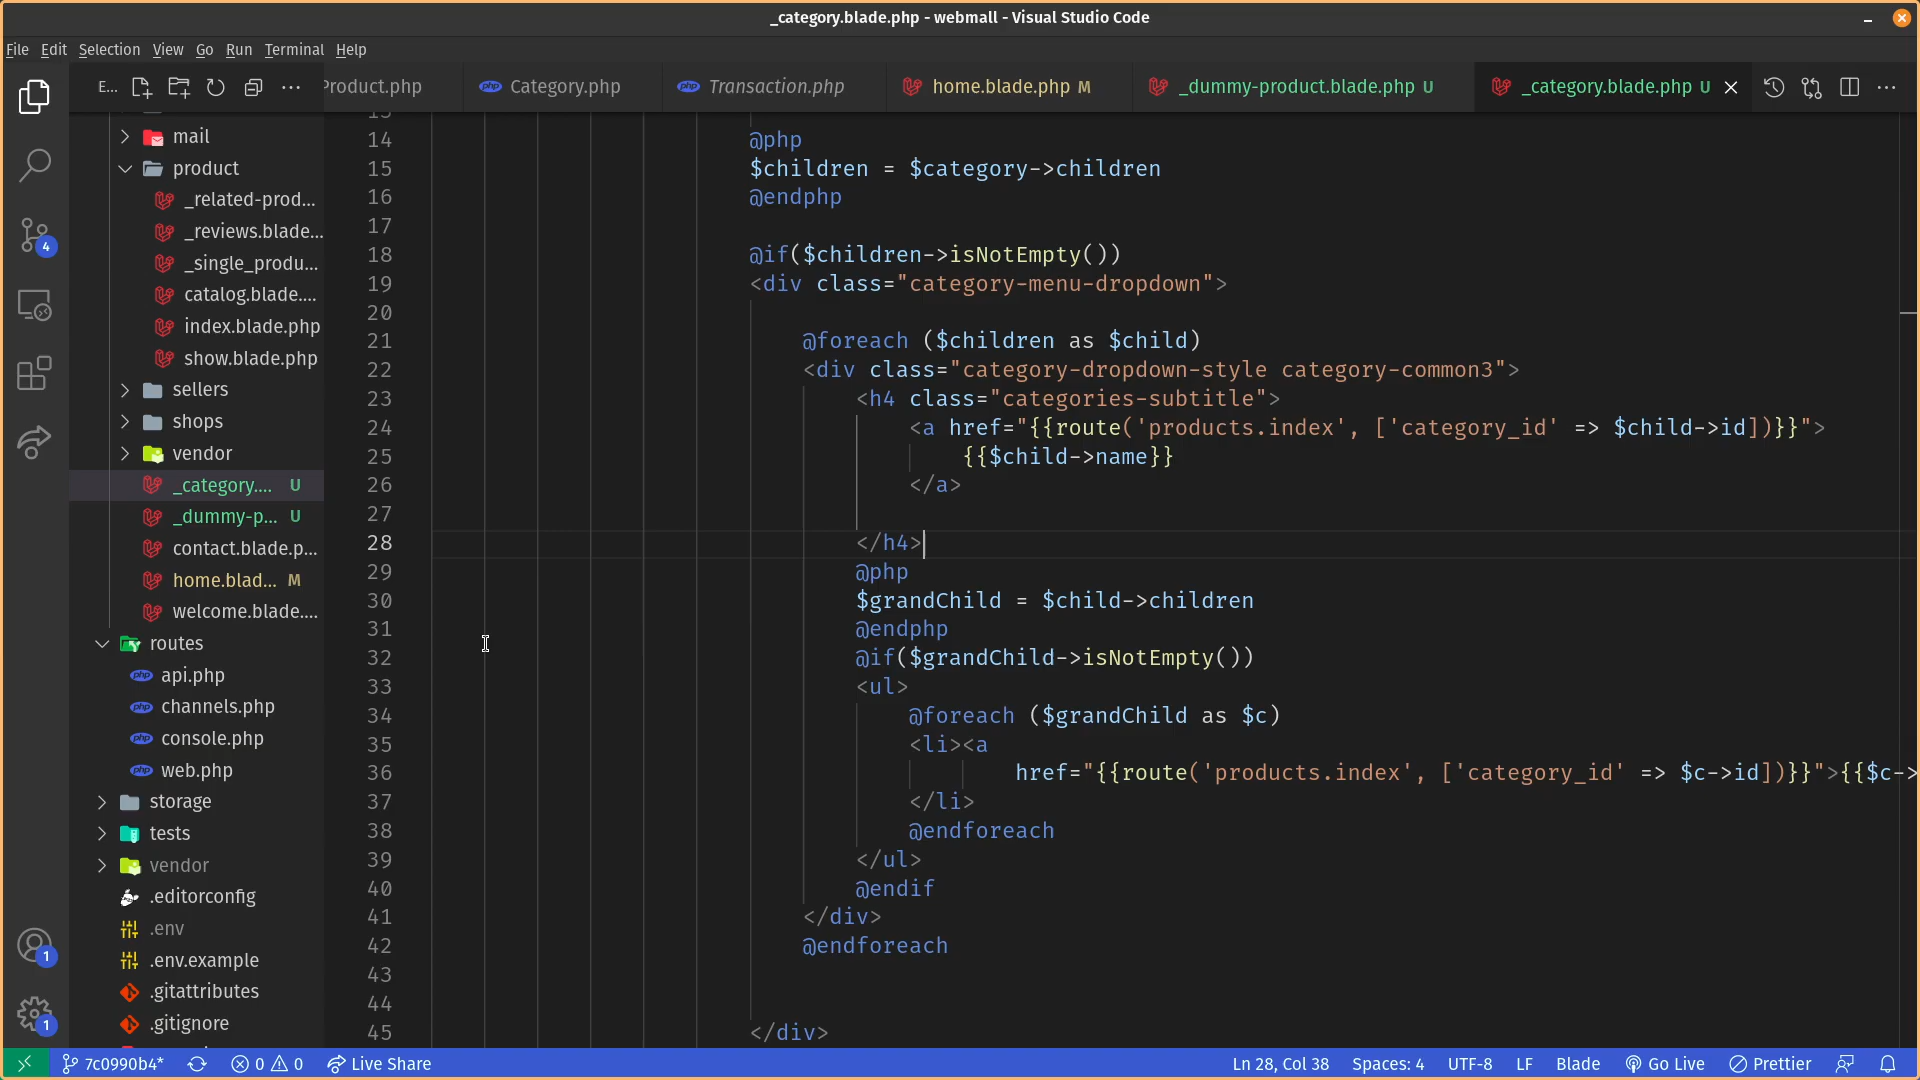 _category.blade.php - webmall - Visual Studio Code
File Edit Selection View Go Run Terminal Help
E... Product.php Category.php Transaction.php home.blade.php M _dummy-product.blade.php U _category.blade.php U
mail
product
_related-prod...
_reviews.blade...
_single_produ...
catalog.blade....
index.blade.php
show.blade.php
sellers
shops
vendor
_category.... U
_dummy-p... U
contact.blade.p...
home.blad... M
welcome.blade....
routes
api.php
channels.php
console.php
web.php
storage
tests
vendor
.editorconfig
.env
.env.example
.gitattributes
.gitignore
4
1
1
13
14 @php
15 $children = $category->children
16 @endphp
17
18 @if($children->isNotEmpty())
19 <div class="category-menu-dropdown">
20
21 @foreach ($children as $child)
22 <div class="category-dropdown-style category-common3">
23 <h4 class="categories-subtitle">
24 <a href="{{route('products.index', ['category_id' => $child->id])}}">
25 {{$child->name}}
26 </a>
27
28 </h4>
29 @php
30 $grandChild = $child->children
31 @endphp
32 @if($grandChild->isNotEmpty())
33 <ul>
34 @foreach ($grandChild as $c)
35 <li><a
36 href="{{route('products.index', ['category_id' => $c->id])}}">{{$c->
37 </li>
38 @endforeach
39 </ul>
40 @endif
41 </div>
42 @endforeach
43
44
45 </div>
7c0990b4* 0 0 Live Share Ln 28, Col 38 Spaces: 4 UTF-8 LF Blade Go Live Prettier